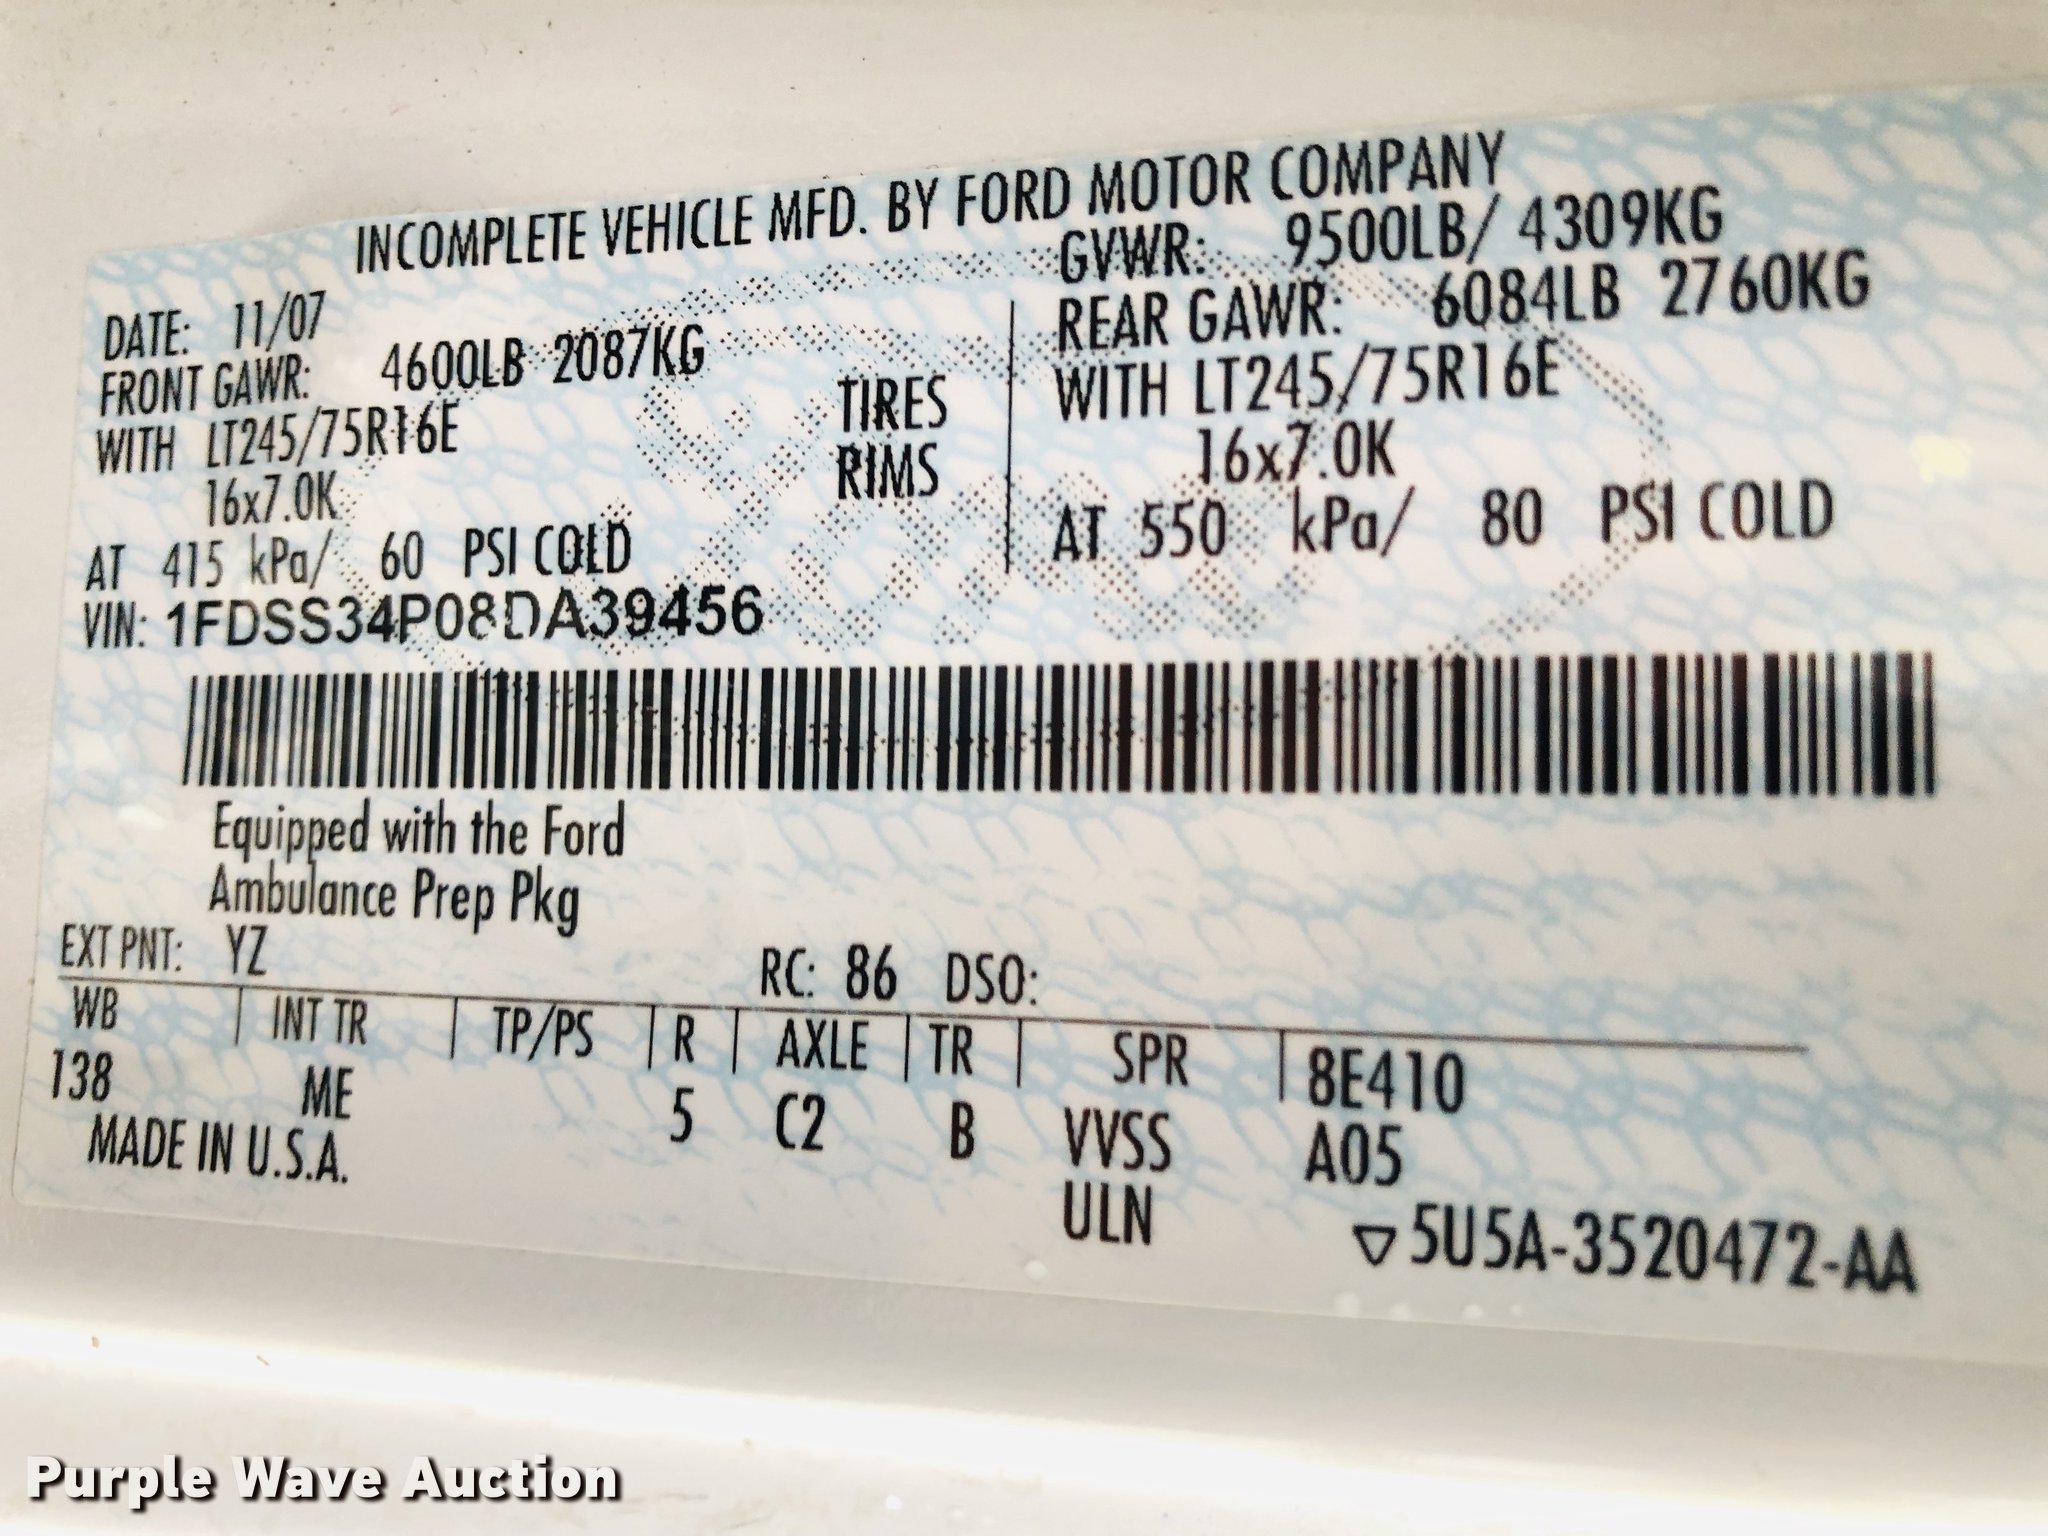 INCOMPLETE VEHICLE MFD. BY FORD MOTOR COMPANY
DATE: 11/07
GVWR: 9500LB/ 4309KG
FRONT GAWR: 4600LB 2087KG
REAR GAWR: 6084LB 2760KG
WITH LT245/75R16E
TIRES
WITH LT245/75R16E
16x7.0K
RIMS
16x7.0K
AT 415 kPa/ 60 PSI COLD
AT 550 kPa/ 80 PSI COLD
VIN: 1FDSS34P08DA39456
Equipped with the Ford
Ambulance Prep Pkg
EXT PNT: YZ
RC: 86 DSO:
WB | INT TR | TP/PS | R | AXLE | TR | SPR | 8E410
138 ME 5 C2 B VVSS A05
MADE IN U.S.A.
ULN
▽5U5A-3520472-AA
Purple Wave Auction